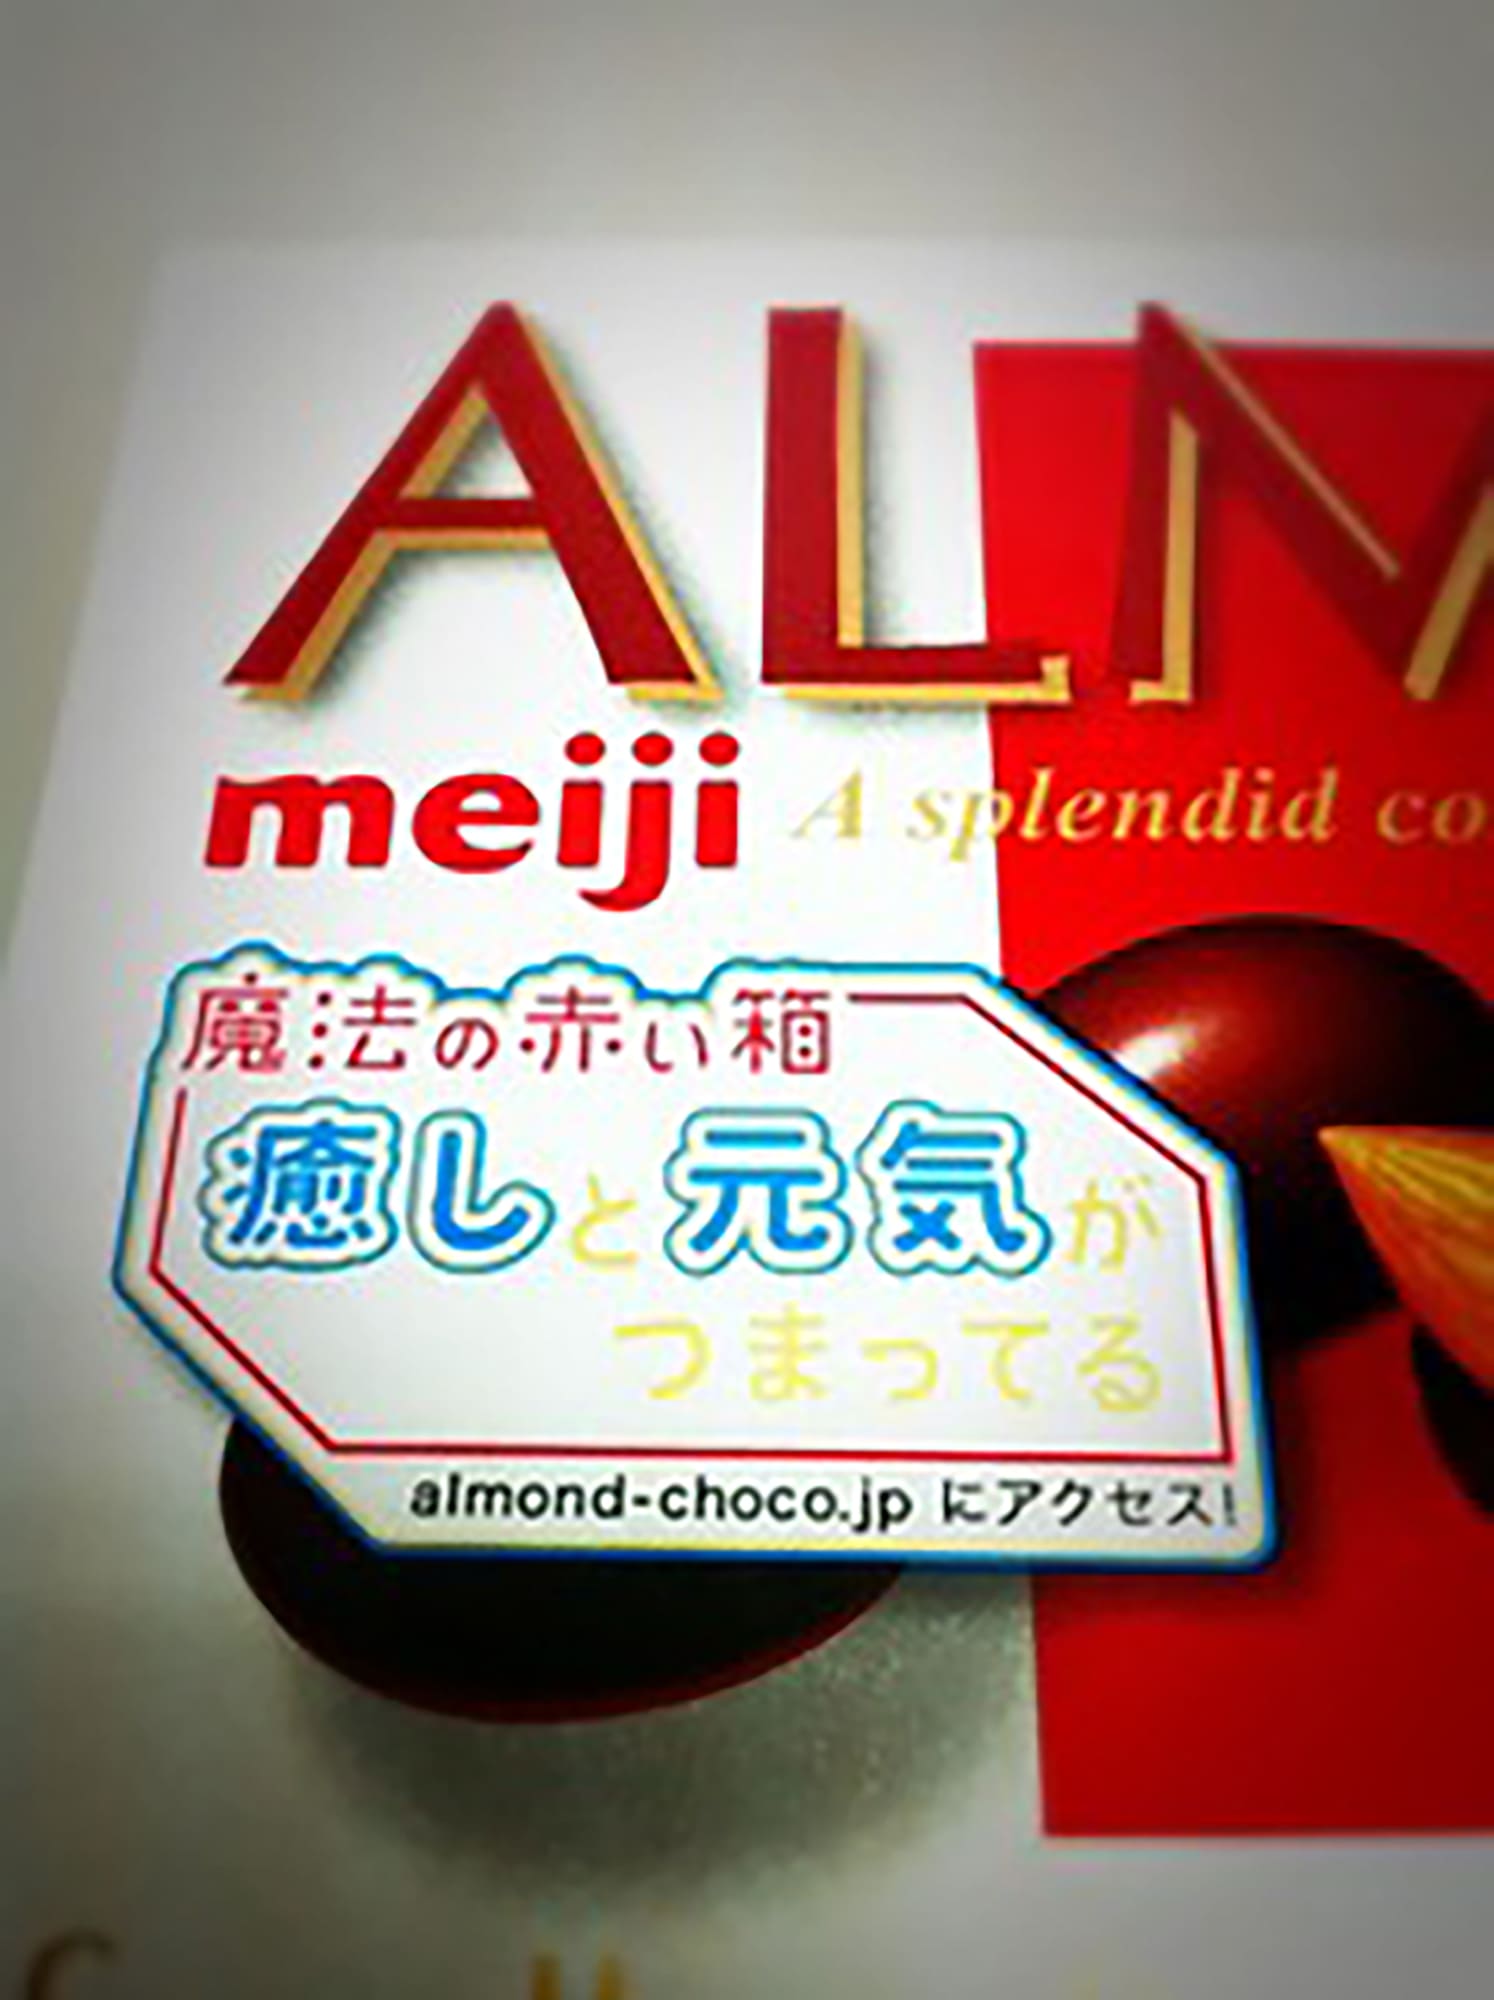 ALM
meiji
A splendid co
魔法の赤い箱
癒しと元気が
つまってる
almond-choco.jp にアクセス!